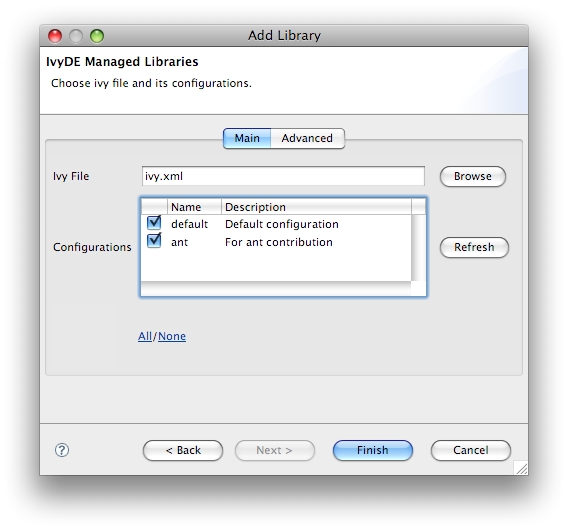 Add Library
IvyDE Managed Libraries
Choose ivy file and its configurations.
Main Advanced
Ivy File ivy.xml Browse
Name Description
default Default configuration
ant For ant contribution
Configurations Refresh
All/None
? < Back Next > Finish Cancel